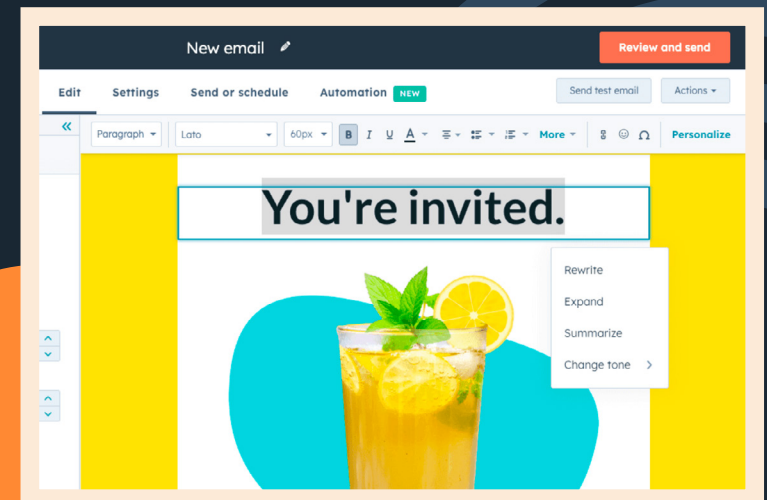 New email
Review and send
Edit
Settings
Send or schedule
Automation NEW
Send test email
Actions
Paragraph
Lato
60px
B I U A
More
Personalize
You're invited.
Rewrite
Expand
Summarize
Change tone